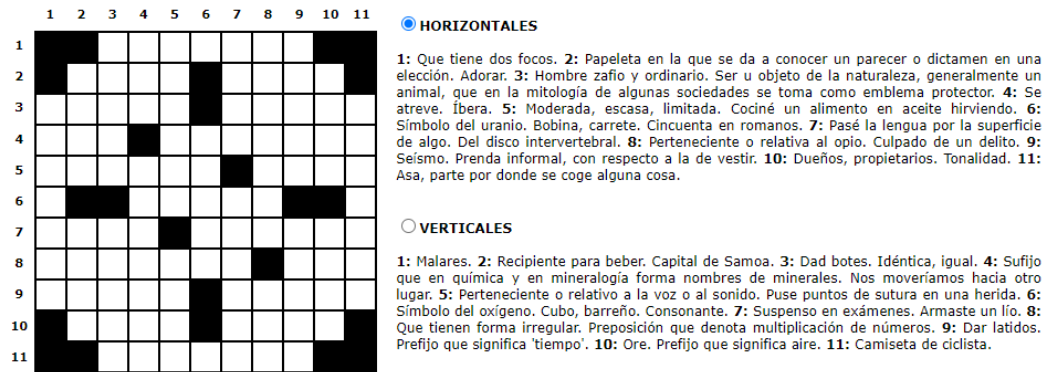 1 2 3 4 5 6 7 8 9 10 11
1
2
3
4
5
6
7
8
9
10
11
HORIZONTALES
1: Que tiene dos focos. 2: Papeleta en la que se da a conocer un parecer o dictamen en una
elección. Adorar. 3: Hombre zafio y ordinario. Ser u objeto de la naturaleza, generalmente un
animal, que en la mitología de algunas sociedades se toma como emblema protector. 4: Se
atreve. Íbera. 5: Moderada, escasa, limitada. Cociné un alimento en aceite hirviendo. 6:
Símbolo del uranio. Bobina, carrete. Cincuenta en romanos. 7: Pasé la lengua por la superficie
de algo. Del disco intervertebral. 8: Perteneciente o relativa al opio. Culpado de un delito. 9:
Seísmo. Prenda informal, con respecto a la de vestir. 10: Dueños, propietarios. Tonalidad. 11:
Asa, parte por donde se coge alguna cosa.
VERTICALES
1: Malares. 2: Recipiente para beber. Capital de Samoa. 3: Dad botes. Idéntica, igual. 4: Sufijo
que en química y en mineralogía forma nombres de minerales. Nos moveríamos hacia otro
lugar. 5: Perteneciente o relativo a la voz o al sonido. Puse puntos de sutura en una herida. 6:
Símbolo del oxígeno. Cubo, barreño. Consonante. 7: Suspenso en exámenes. Armaste un lío. 8:
Que tienen forma irregular. Preposición que denota multiplicación de números. 9: Dar latidos.
Prefijo que significa 'tiempo'. 10: Ore. Prefijo que significa aire. 11: Camiseta de ciclista.